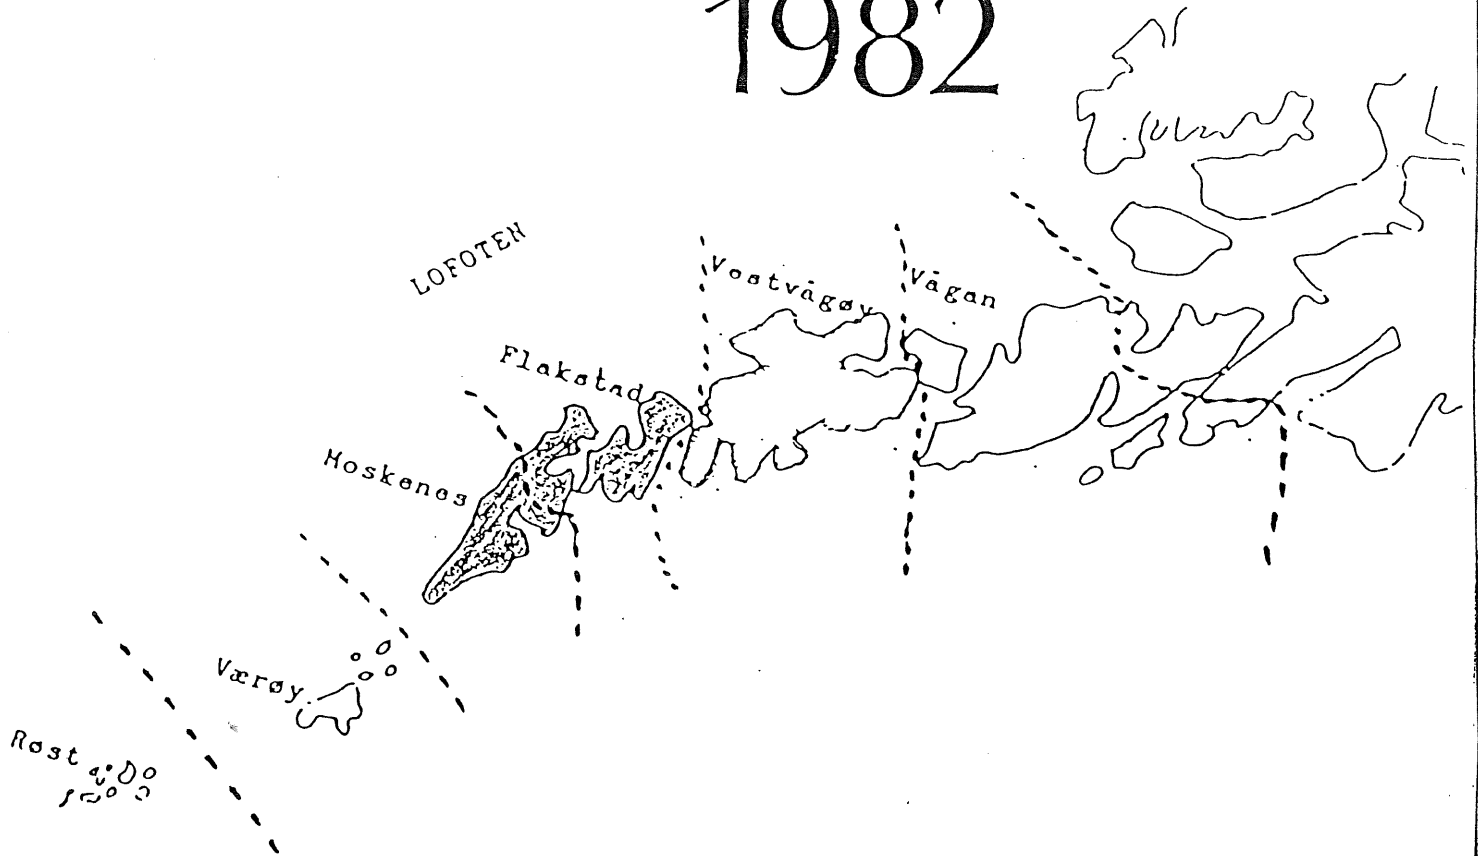 1982
LOFOTEN
Vestvågøy
Vågan
Flakstad
Moskenes
Værøy
Røst